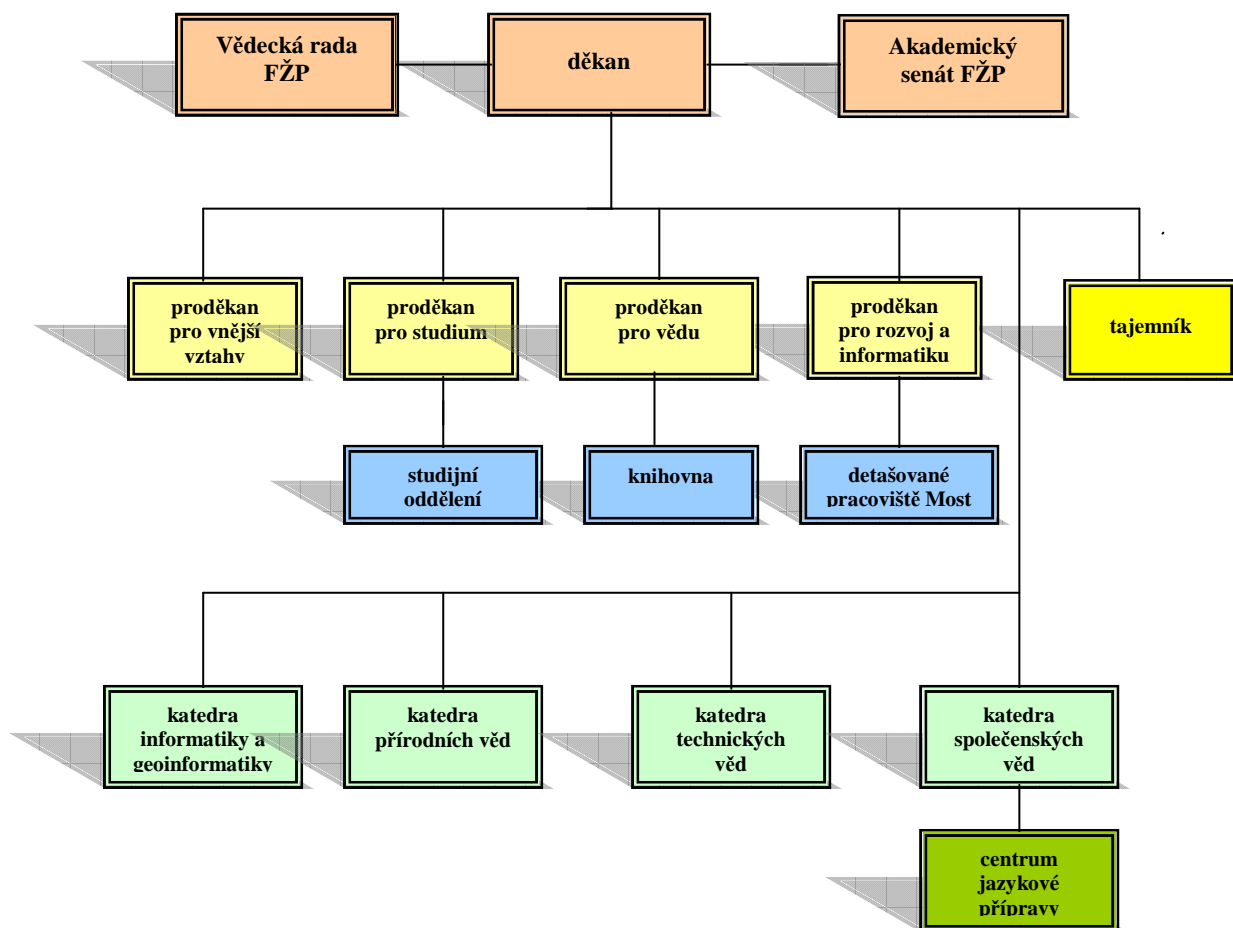 Vědecká rada
FŽP
děkan
Akademický
senát FŽP
proděkan
pro vnější
vztahy
proděkan
pro studium
proděkan
pro vědu
proděkan
pro rozvoj a
informatiku
tajemník
studijní
oddělení
knihovna
detašované
pracoviště Most
katedra
informatiky a
geoinformatiky
katedra
přírodních věd
katedra
technických
věd
katedra
společenských
věd
centrum
jazykové
přípravy